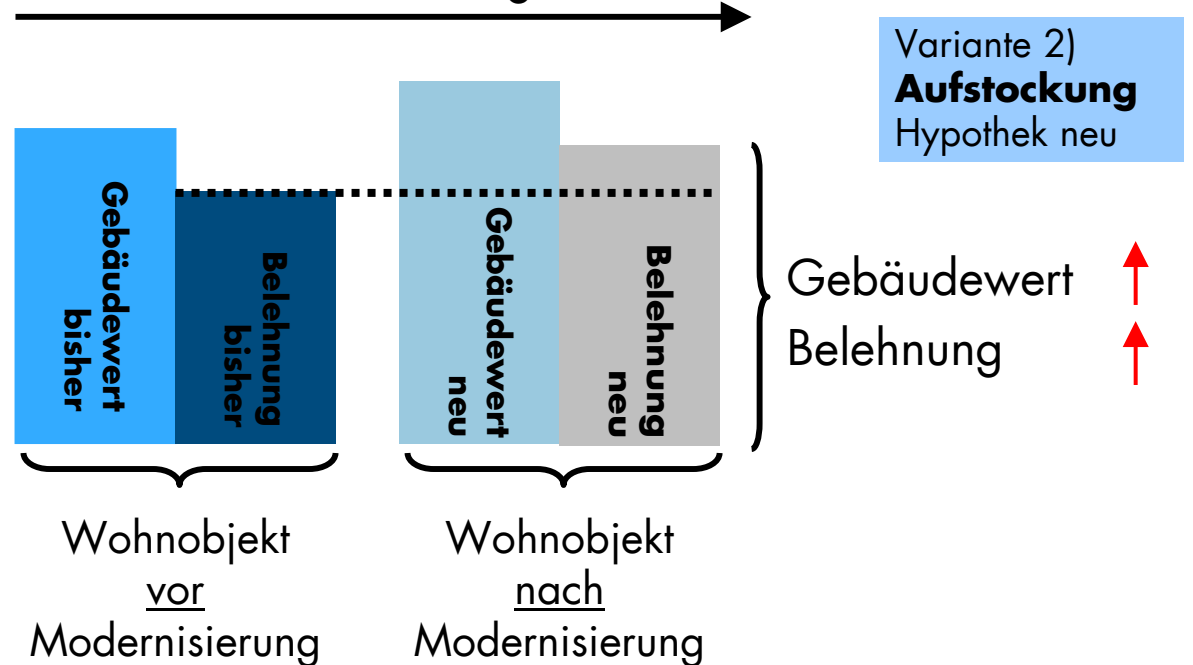 Variante 2)
Aufstockung
Hypothek neu
Gebäudewert
bisher
Belehnung
bisher
Gebäudewert
neu
Belehnung
neu
Gebäudewert
Belehnung
Wohnobjekt
vor
Modernisierung
Wohnobjekt
nach
Modernisierung